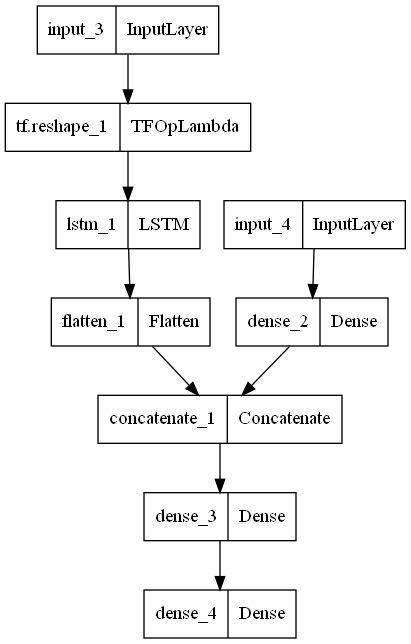 input_3 InputLayer
tf.reshape_1 TFOpLambda
lstm_1 LSTM
input_4 InputLayer
flatten_1 Flatten
dense_2 Dense
concatenate_1 Concatenate
dense_3 Dense
dense_4 Dense